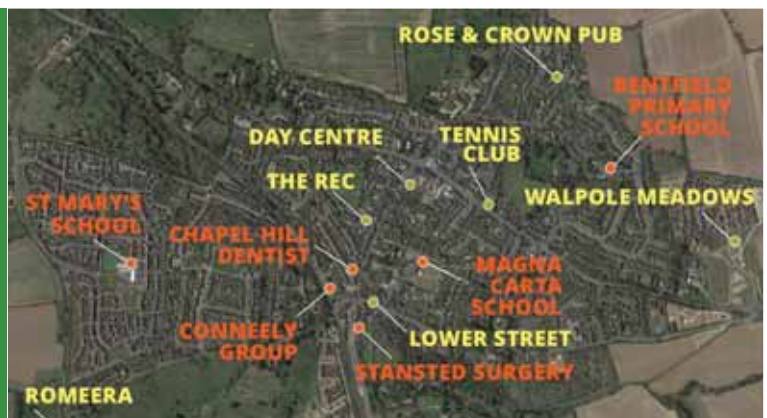 ROSE & CROWN PUB
BENTFIELD
PRIMARY
SCHOOL
DAY CENTRE
TENNIS
CLUB
THE REC
WALPOLE MEADOWS
ST MARY'S
SCHOOL
CHAPEL HILL
DENTIST
MAGNA
CARTA
SCHOOL
CONNEELY
GROUP
LOWER STREET
STANSTED SURGERY
ROMEERA